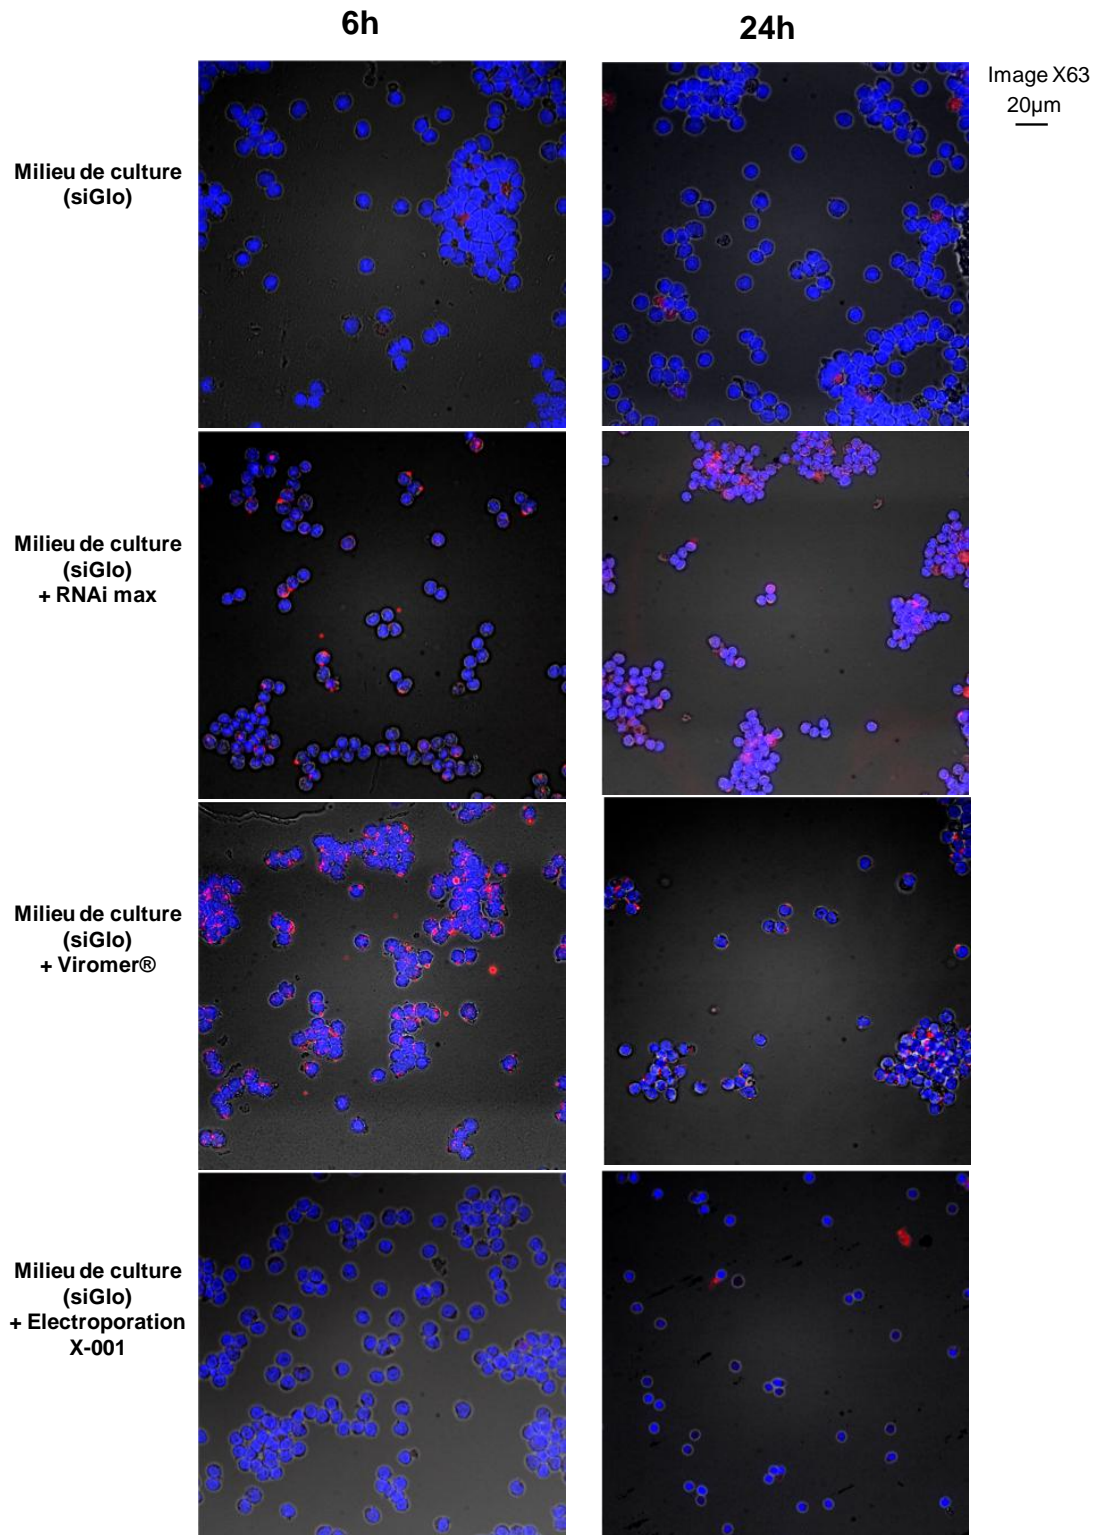 6h
24h
Image X63
20µm
Milieu de culture
(siGlo)
Milieu de culture
(siGlo)
+ RNAi max
Milieu de culture
(siGlo)
+ Viromer®
Milieu de culture
(siGlo)
+ Electroporation
X-001